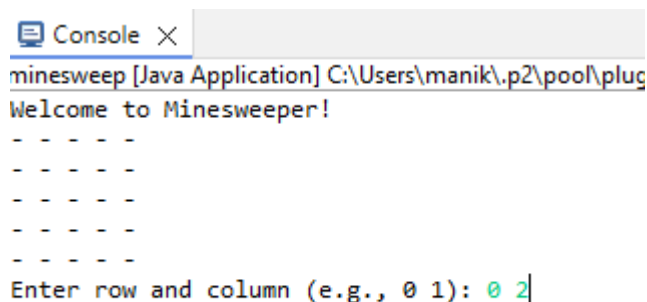 Console
minesweep [Java Application] C:\Users\manik\.p2\pool\plug
Welcome to Minesweeper!
- - - - -
- - - - -
- - - - -
- - - - -
- - - - -
Enter row and column (e.g., 0 1): 0 2